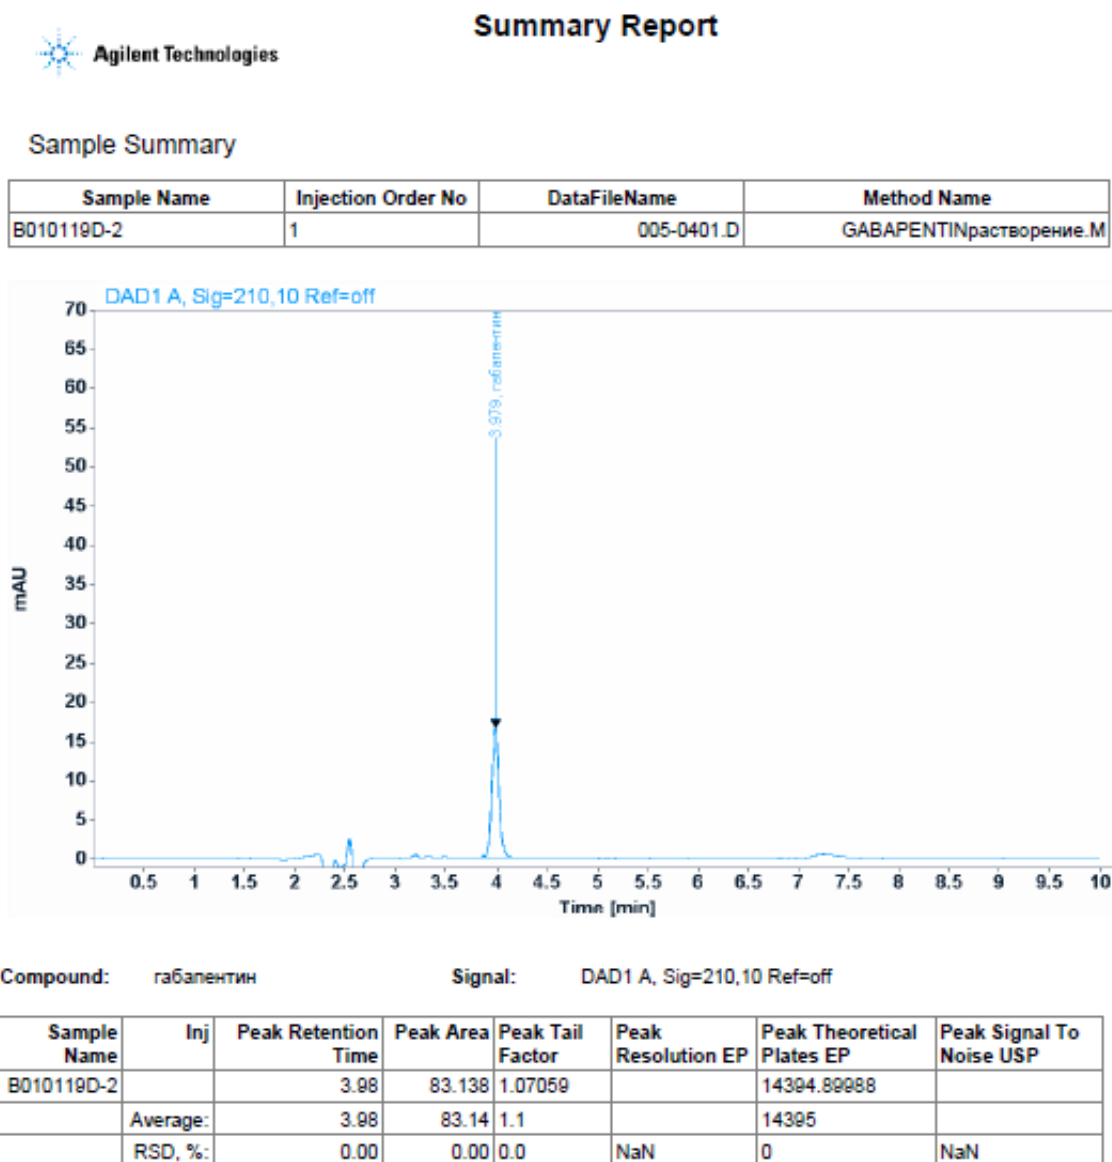 Summary Report
Agilent Technologies
Sample Summary
Sample Name Injection Order No DataFileName Method Name
B010119D-2 1 005-0401.D GABAPENTINрастворение.M
DAD1 A, Sig=210,10 Ref=off
70
65
60
55
50
45
40
35
30
25
20
15
10
5
0
mAU
3.979, габапентин
0.5 1 1.5 2 2.5 3 3.5 4 4.5 5 5.5 6 6.5 7 7.5 8 8.5 9 9.5 10
Time [min]
Compound: габапентин Signal: DAD1 A, Sig=210,10 Ref=off
Sample Inj Peak Retention Peak Area Peak Tail Peak Peak Theoretical Peak Signal To
Name Time Factor Resolution EP Plates EP Noise USP
B010119D-2 3.98 83.138 1.07059 14394.89988
Average: 3.98 83.14 1.1 14395
RSD, %: 0.00 0.00 0.0 NaN 0 NaN